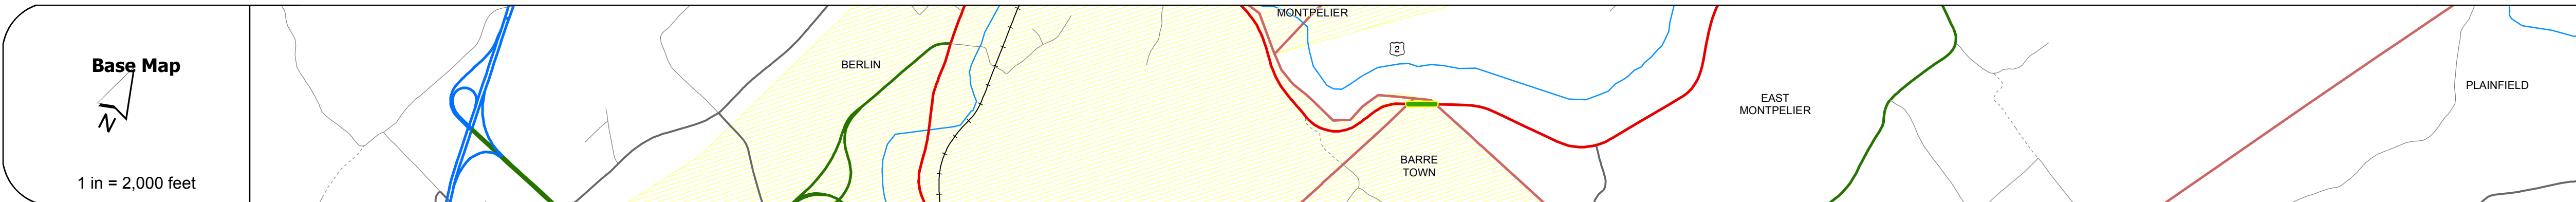 Base Map
N
1 in = 2,000 feet
BERLIN
MONTPELIER
2
BARRE
TOWN
EAST
MONTPELIER
PLAINFIELD